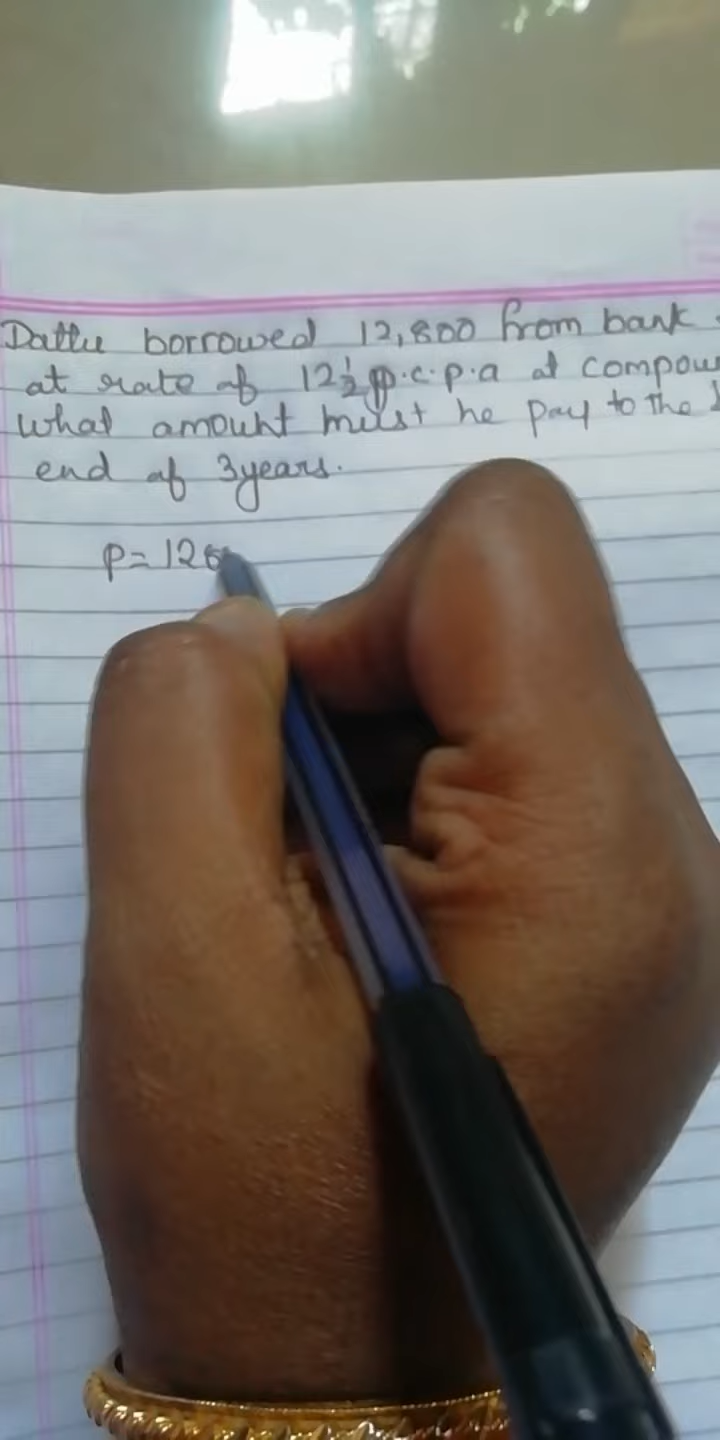 Dattu borrowed 12,800 from bank
at rate of 12½ p.c.p.a at compou
What amount must he pay to the
end of 3years.
P= 128